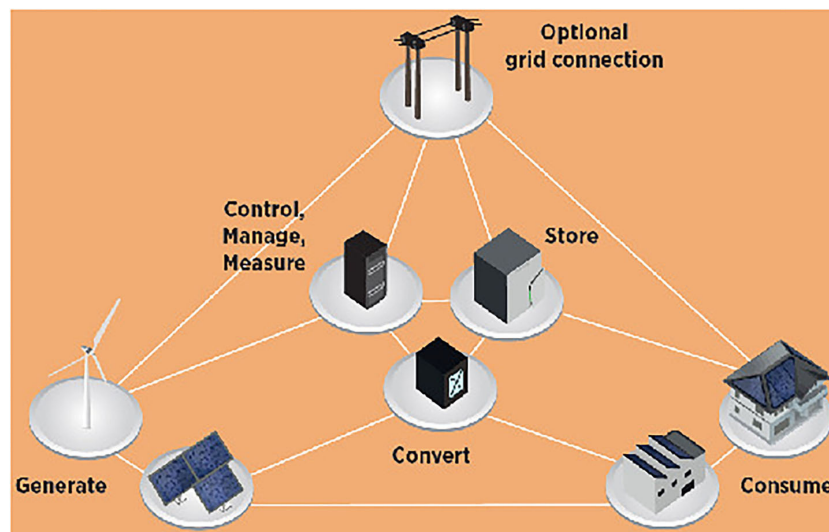 Optional
grid connection
Control,
Manage,
Measure
Store
Convert
Generate
Consume